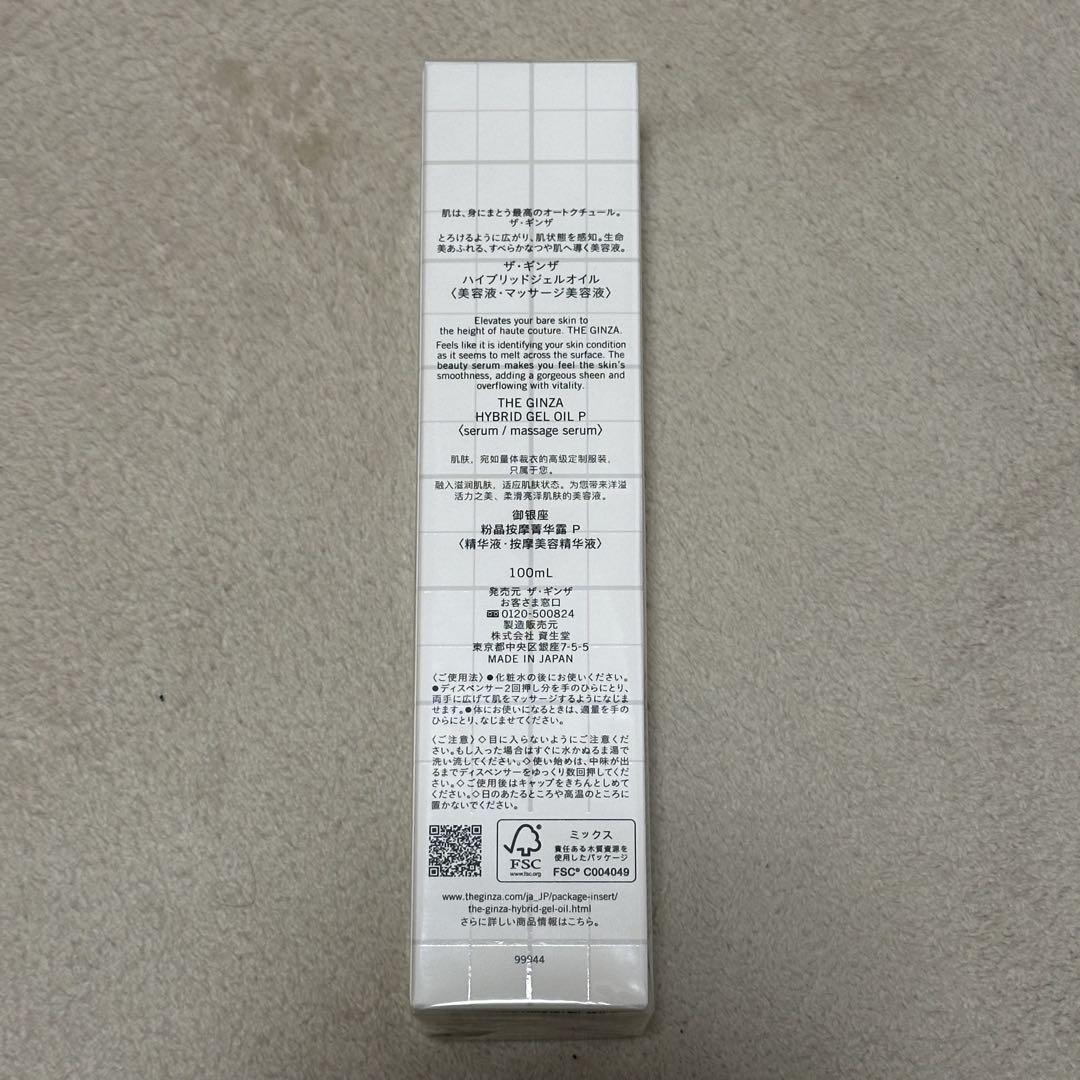 肌は、身にまとう最高のオートクチュール。
ザ・ギンザ
とろけるように広がり、肌状態を感知。生命
美あふれる、すべらかなつや肌へ導く美容液。
ザ・ギンザ
ハイブリッドジェルオイル
〈美容液・マッサージ美容液〉
Elevates your bare skin to
the height of haute couture. THE GINZA.
Feels like it is identifying your skin condition
as it seems to melt across the surface. The
beauty serum makes you feel the skin's
smoothness, adding a gorgeous sheen and
overflowing with vitality.
THE GINZA
HYBRID GEL OIL P
〈serum / massage serum〉
肌肤，宛如量体裁衣的高级定制服装，
只属于您。
融入滋润肌肤，适应肌肤状态。为您带来洋溢
活力之美、柔滑亮泽肌肤的美容液。
御银座
粉晶按摩菁华露 P
〈精华液·按摩美容精华液〉
100mL
発売元 ザ・ギンザ
お客さま窓口
0120-500824
製造販売元
株式会社 資生堂
東京都中央区銀座7-5-5
MADE IN JAPAN
〈ご使用法〉●化粧水の後にお使いください。
●ディスペンサー2回押し分を手のひらにとり、
両手に広げて肌をマッサージするようになじま
せます。●体にお使いになるときは、適量を手の
ひらにとり、なじませてください。
〈ご注意〉◇目に入らないようにご注意くだ
さい。もし入った場合はすぐに水かぬるま湯で
洗い流してください。◇使い始めは、中味が出
るまでディスペンサーをゆっくり数回押してくだ
さい。◇ご使用後はキャップをきちんとしめて
ください。◇日のあたるところや高温のところに
置かないでください。
FSC
www.fsc.org
ミックス
責任ある木質資源を
使用したパッケージ
FSC® C004049
www.theginza.com/ja_JP/package-insert/
the-ginza-hybrid-gel-oil.html
さらに詳しい商品情報はこちら。
99944